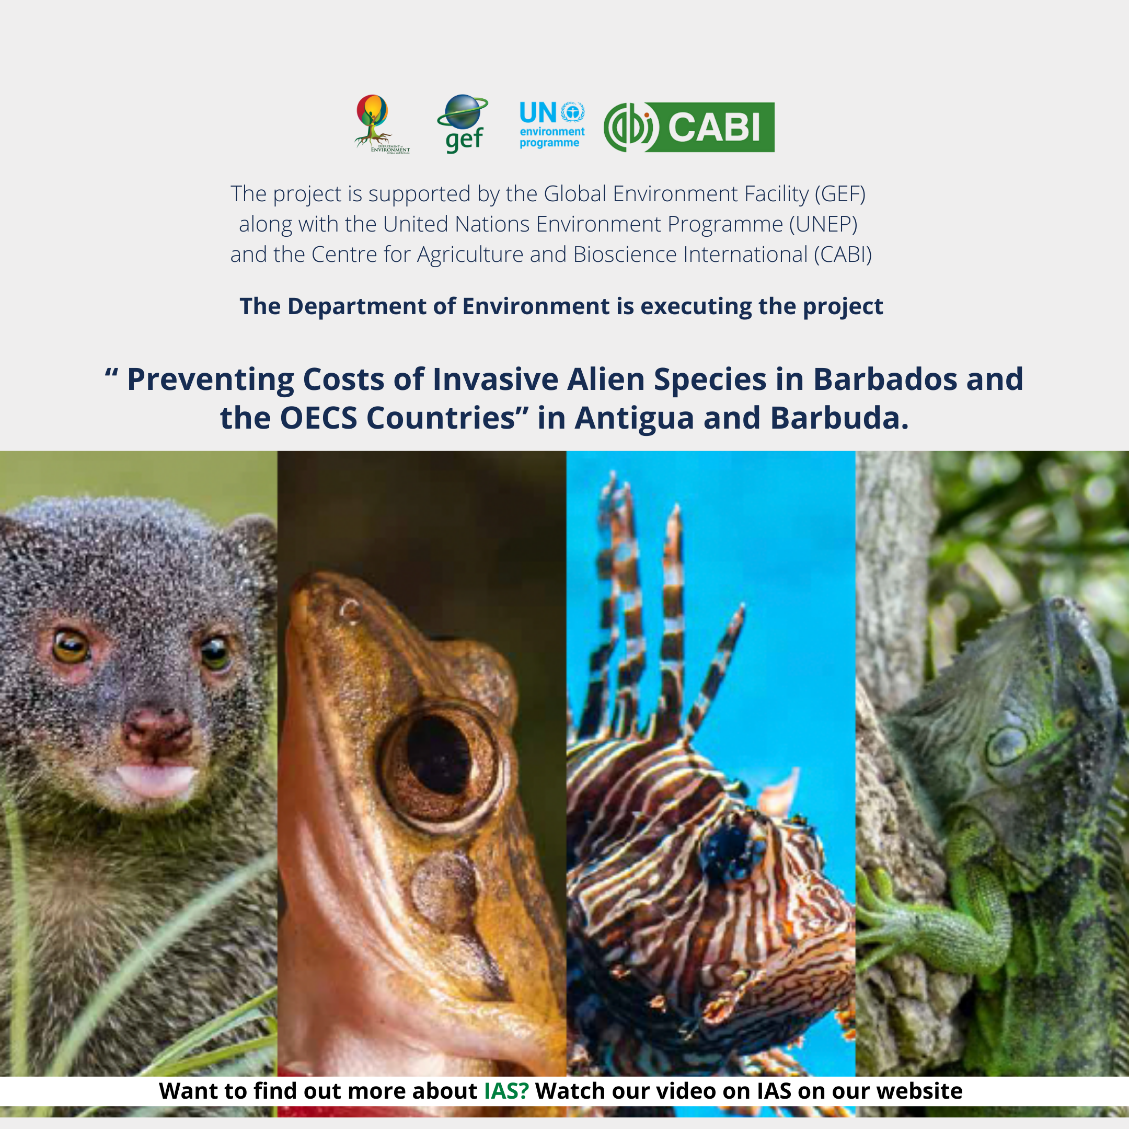 ENVIRONMENT
gef
UN
environment
programme
CABI
The project is supported by the Global Environment Facility (GEF)
along with the United Nations Environment Programme (UNEP)
and the Centre for Agriculture and Bioscience International (CABI)
The Department of Environment is executing the project
“ Preventing Costs of Invasive Alien Species in Barbados and
the OECS Countries” in Antigua and Barbuda.
Want to find out more about IAS? Watch our video on IAS on our website